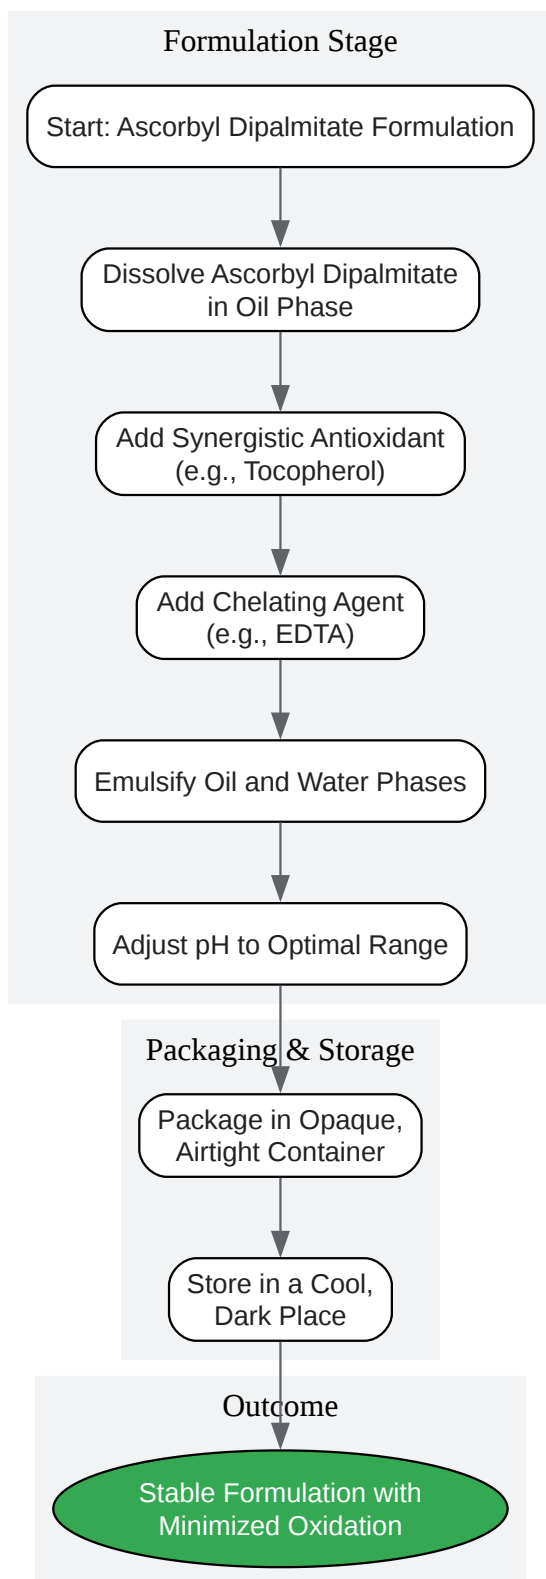 Formulation Stage
Start: Ascorbyl Dipalmitate Formulation
Dissolve Ascorbyl Dipalmitate
in Oil Phase
Add Synergistic Antioxidant
(e.g., Tocopherol)
Add Chelating Agent
(e.g., EDTA)
Emulsify Oil and Water Phases
Adjust pH to Optimal Range
Packaging & Storage
Package in Opaque,
Airtight Container
Store in a Cool,
Dark Place
Outcome
Stable Formulation with
Minimized Oxidation